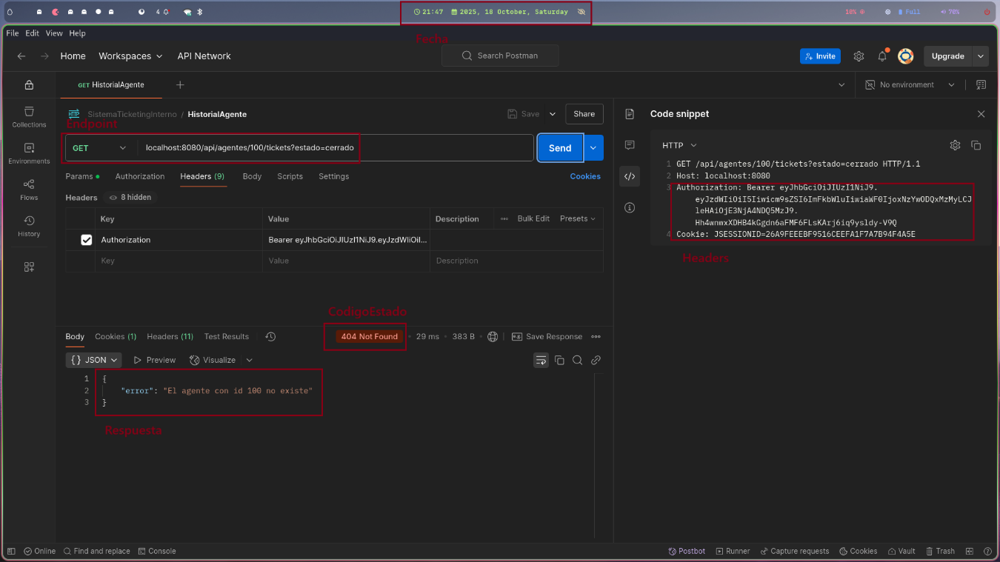 4
21:47 2025, 18 October, Saturday
10%
Full
70%
Fecha
File Edit View Help
Home Workspaces API Network
Search Postman
Invite
Upgrade
GET HistorialAgente
No environment
HTTP SistemaTicketingInterno / HistorialAgente
Save Share
Code snippet
Endpoint
Collections
Environments
Flows
History
GET localhost:8080/api/agentes/100/tickets?estado=cerrado
Send
HTTP
Params Authorization Headers (9) Body Scripts Settings
Cookies
Headers 8 hidden
Key Value Description Bulk Edit Presets
Authorization Bearer eyJhbGciOiJIUzI1NiJ9.eyJzdWIiOiI...
Key Value Description
1 GET /api/agentes/100/tickets?estado=cerrado HTTP/1.1
2 Host: localhost:8080
3 Authorization: Bearer eyJhbGciOiJIUzI1NiJ9.
eyJzdWIiOiI5Iiwicm9sZSI6ImFkbWluIiwiaWF0IjoxNzYwODQxMzMyLCJ
leHAiOjE3NjA4NDQ5MzJ9.
Hh4wnwxXDHB4kGgdn6aFMF6FLsKArj6iq9ysldy-V9Q
4 Cookie: JSESSIONID=26A9FEEEBF9516CEEFA1F7A7B94F4A5E
Headers
CodigoEstado
Body Cookies (1) Headers (11) Test Results
404 Not Found 29 ms 383 B
Save Response
{} JSON Preview Visualize
1 {
2 "error": "El agente con id 100 no existe"
3 }
Respuesta
Online Find and replace Console
Postbot Runner Capture requests Cookies Vault Trash